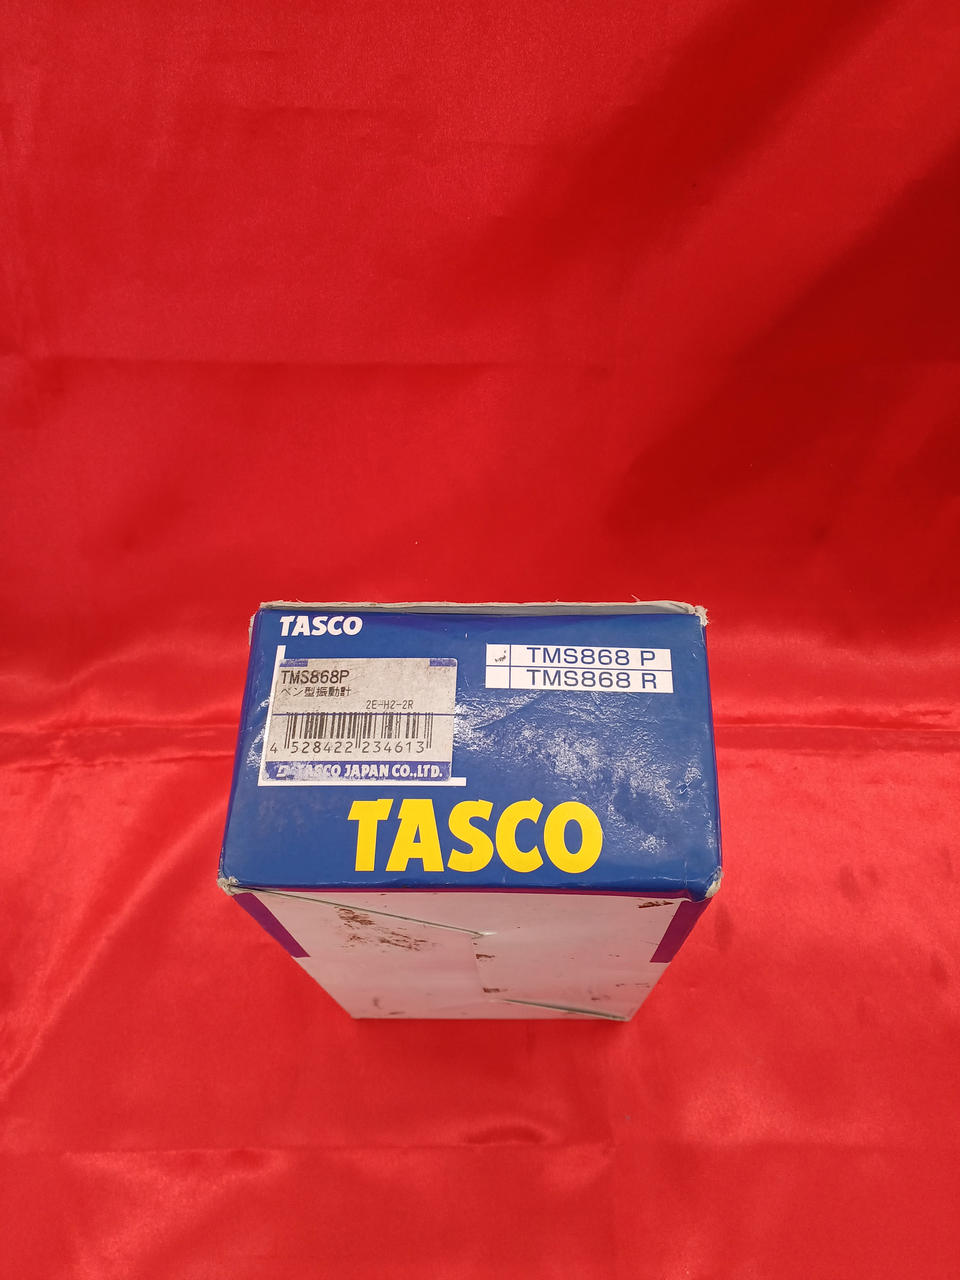 TASCO
TMS868P
ペン型振動計
2E-H2-2R
4 528422 234613
TASCO JAPAN CO.,LTD.
TMS868 P
TMS868 R
TASCO